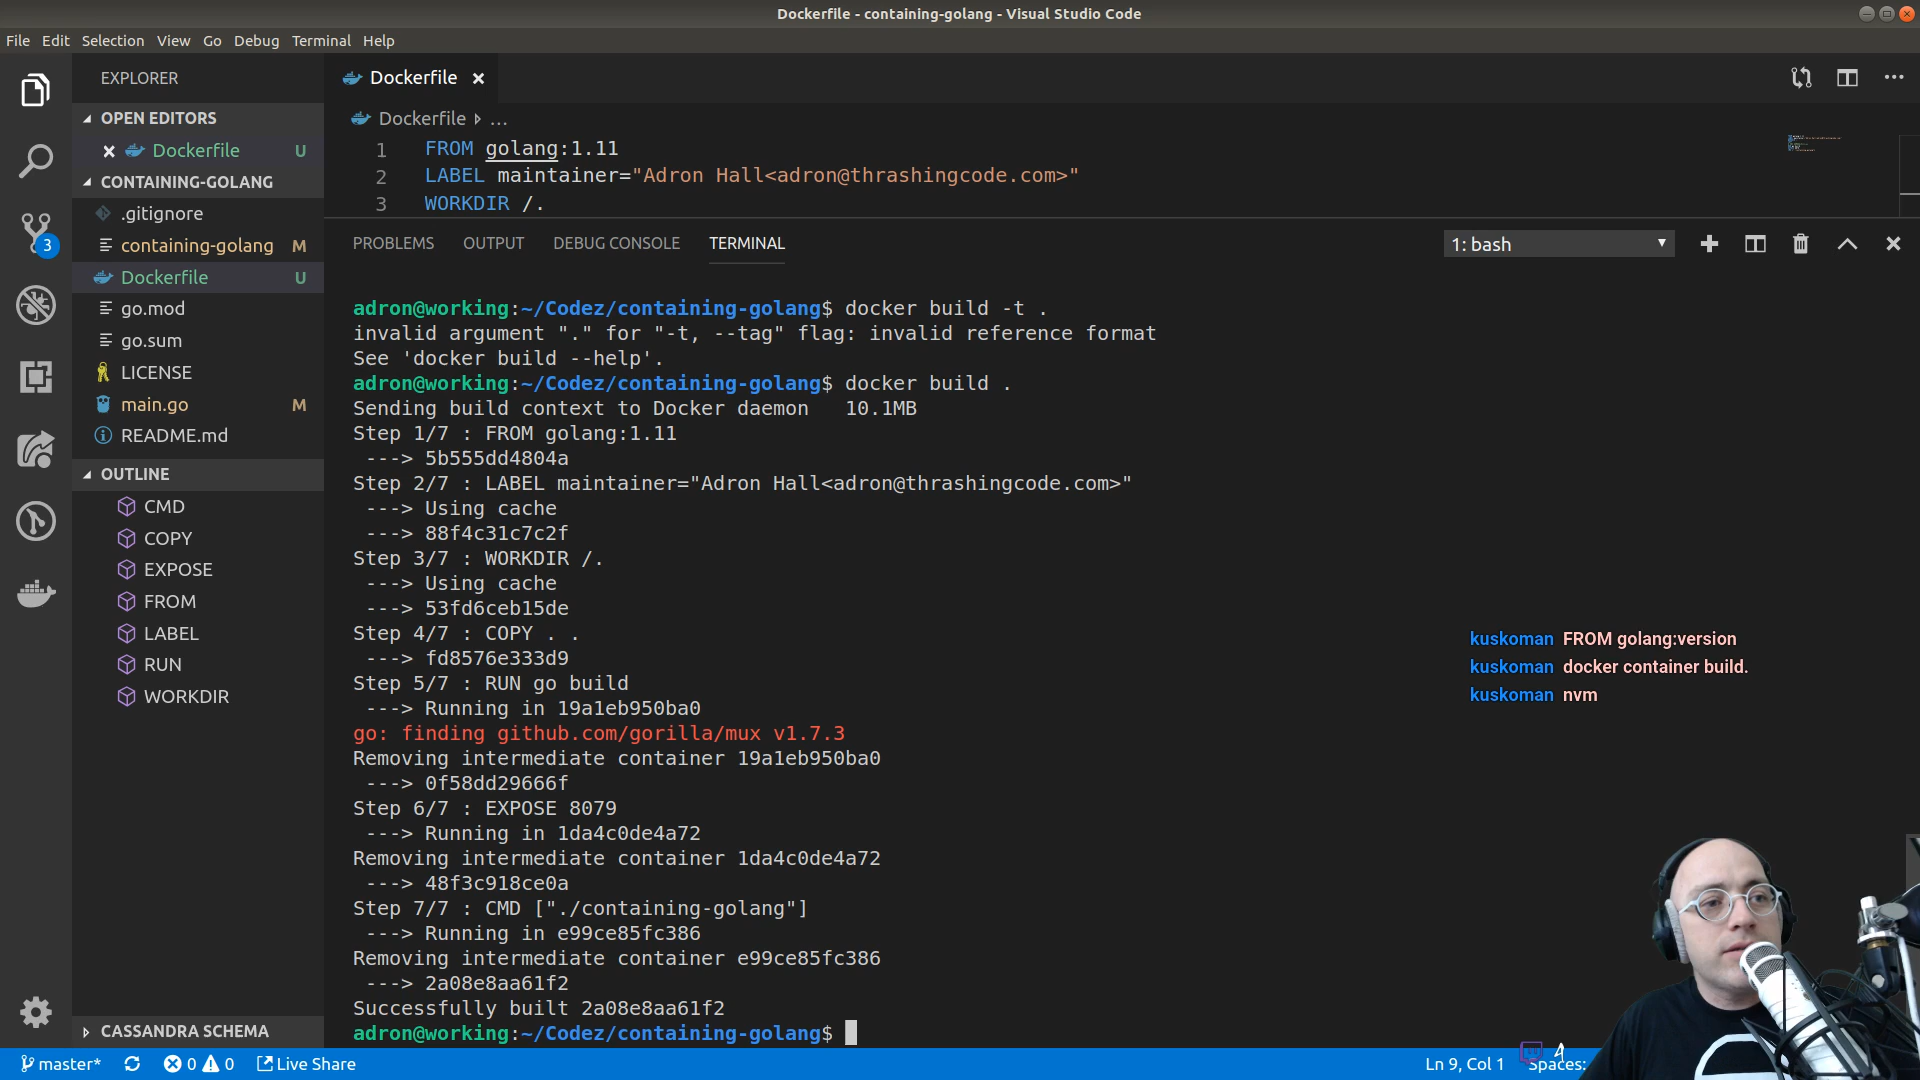 Dockerfile - containing-golang - Visual Studio Code
File Edit Selection View Go Debug Terminal Help
EXPLORER
OPEN EDITORS
Dockerfile U
CONTAINING-GOLANG
.gitignore
containing-golang M
Dockerfile U
go.mod
go.sum
LICENSE
main.go M
README.md
OUTLINE
CMD
COPY
EXPOSE
FROM
LABEL
RUN
WORKDIR
CASSANDRA SCHEMA
3
Dockerfile
Dockerfile ...
1 FROM golang:1.11
2 LABEL maintainer="Adron Hall<adron@thrashingcode.com>"
3 WORKDIR /.
PROBLEMS OUTPUT DEBUG CONSOLE TERMINAL 1: bash
adron@working:~/Codez/containing-golang$ docker build -t .
invalid argument "." for "-t, --tag" flag: invalid reference format
See 'docker build --help'.
adron@working:~/Codez/containing-golang$ docker build .
Sending build context to Docker daemon   10.1MB
Step 1/7 : FROM golang:1.11
 ---> 5b555dd4804a
Step 2/7 : LABEL maintainer="Adron Hall<adron@thrashingcode.com>"
 ---> Using cache
 ---> 88f4c31c7c2f
Step 3/7 : WORKDIR /.
 ---> Using cache
 ---> 53fd6ceb15de
Step 4/7 : COPY . .
 ---> fd8576e333d9
Step 5/7 : RUN go build
 ---> Running in 19a1eb950ba0
go: finding github.com/gorilla/mux v1.7.3
Removing intermediate container 19a1eb950ba0
 ---> 0f58dd29666f
Step 6/7 : EXPOSE 8079
 ---> Running in 1da4c0de4a72
Removing intermediate container 1da4c0de4a72
 ---> 48f3c918ce0a
Step 7/7 : CMD ["./containing-golang"]
 ---> Running in e99ce85fc386
Removing intermediate container e99ce85fc386
 ---> 2a08e8aa61f2
Successfully built 2a08e8aa61f2
adron@working:~/Codez/containing-golang$
kuskoman FROM golang:version
kuskoman docker container build.
kuskoman nvm
master* 0 0 Live Share Ln 9, Col 1 Spaces: